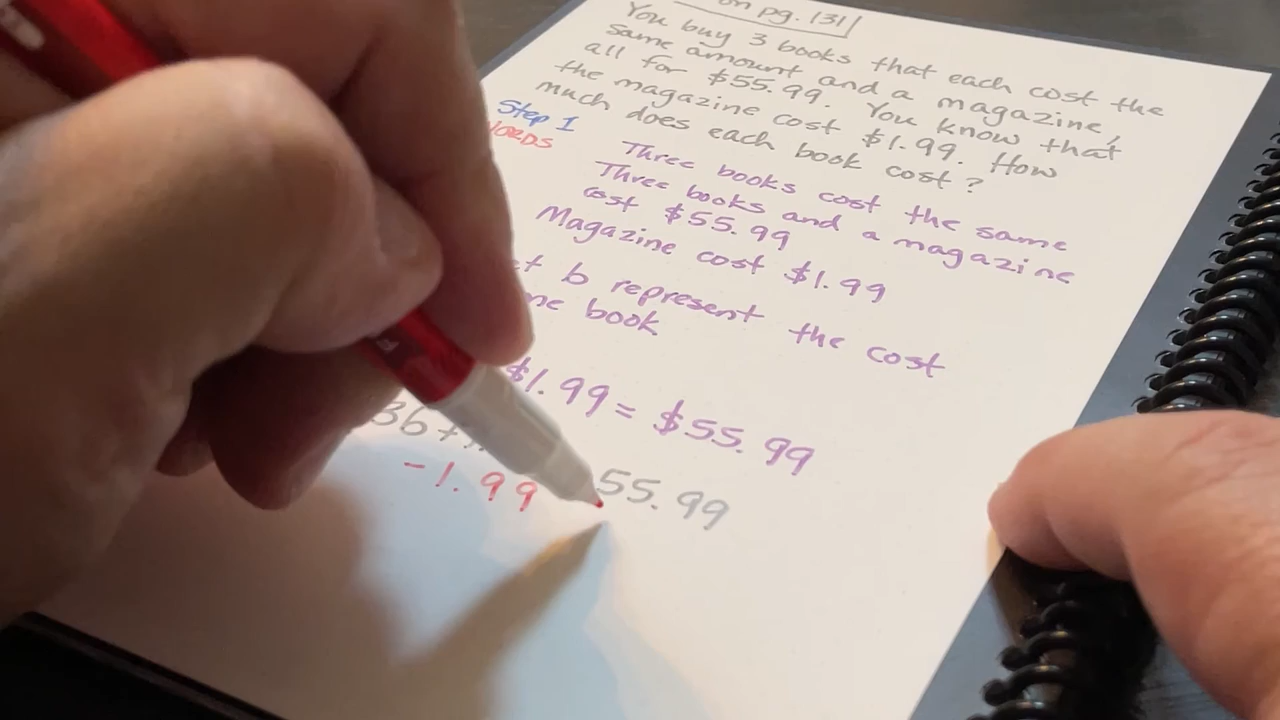 on pg. 131
You buy 3 books that each cost the
same amount and a magazine,
all for $55.99. You know that
the magazine cost $1.99. How
much does each book cost?
Step 1
WORDS
Three books cost the same
Three books and a magazine
cost $55.99
Magazine cost $1.99
b represent the cost
book
$1.99 = $55.99
3b +
55.99
-1.99